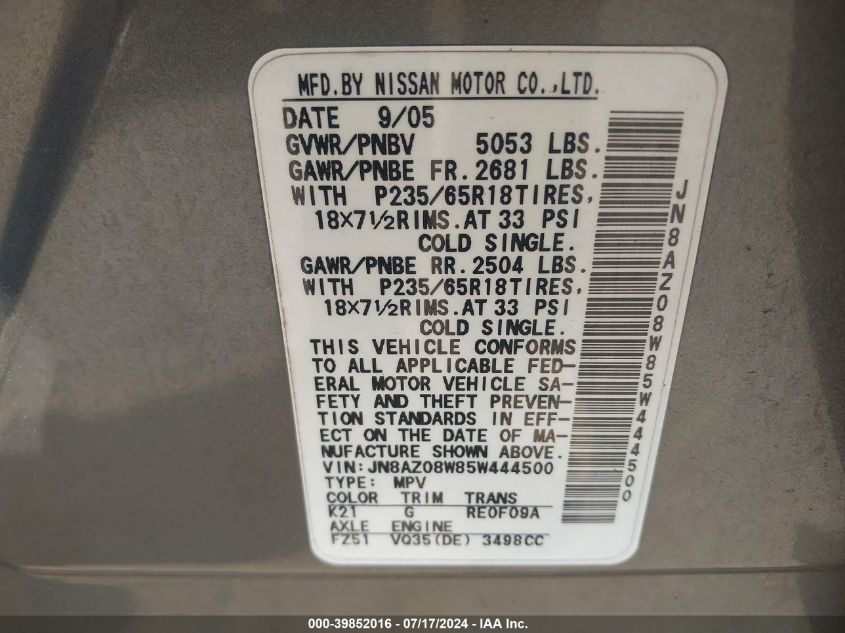 MFD.BY NISSAN MOTOR CO.,LTD.
DATE 9/05
GVWR/PNBV 5053 LBS.
GAWR/PNBE FR.2681 LBS.
WITH P235/65R18TIRES,
18X7½RIMS.AT 33 PSI
COLD SINGLE.
GAWR/PNBE RR.2504 LBS.
WITH P235/65R18TIRES,
18X7½RIMS.AT 33 PSI
COLD SINGLE.
THIS VEHICLE CONFORMS
TO ALL APPLICABLE FED-
ERAL MOTOR VEHICLE SA-
FETY AND THEFT PREVEN-
TION STANDARDS IN EFF-
ECT ON THE DATE OF MA-
NUFACTURE SHOWN ABOVE.
VIN:JN8AZ08W85W444500
TYPE: MPV
COLOR TRIM TRANS
K21 G RE0F09A
AXLE ENGINE
FZ51 VQ35(DE) 3498CC
JN8AZ08W85W444500
000-39852016 - 07/17/2024 - IAA Inc.